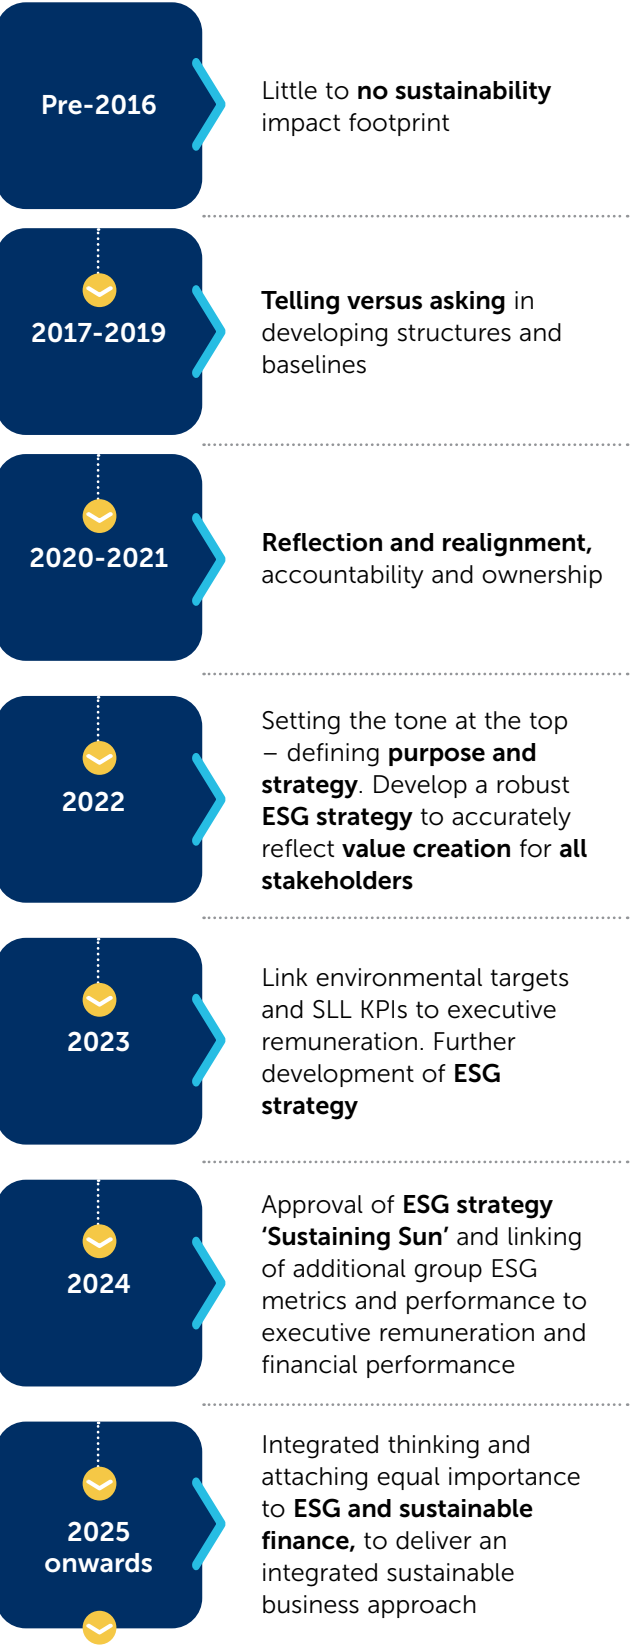 Pre-2016
Little to no sustainability
impact footprint
2017-2019
Telling versus asking in
developing structures and
baselines
2020-2021
Reflection and realignment,
accountability and ownership
2022
Setting the tone at the top
– defining purpose and
strategy. Develop a robust
ESG strategy to accurately
reflect value creation for all
stakeholders
2023
Link environmental targets
and SLL KPIs to executive
remuneration. Further
development of ESG
strategy
2024
Approval of ESG strategy
‘Sustaining Sun’ and linking
of additional group ESG
metrics and performance to
executive remuneration and
financial performance
2025
onwards
Integrated thinking and
attaching equal importance
to ESG and sustainable
finance, to deliver an
integrated sustainable
business approach